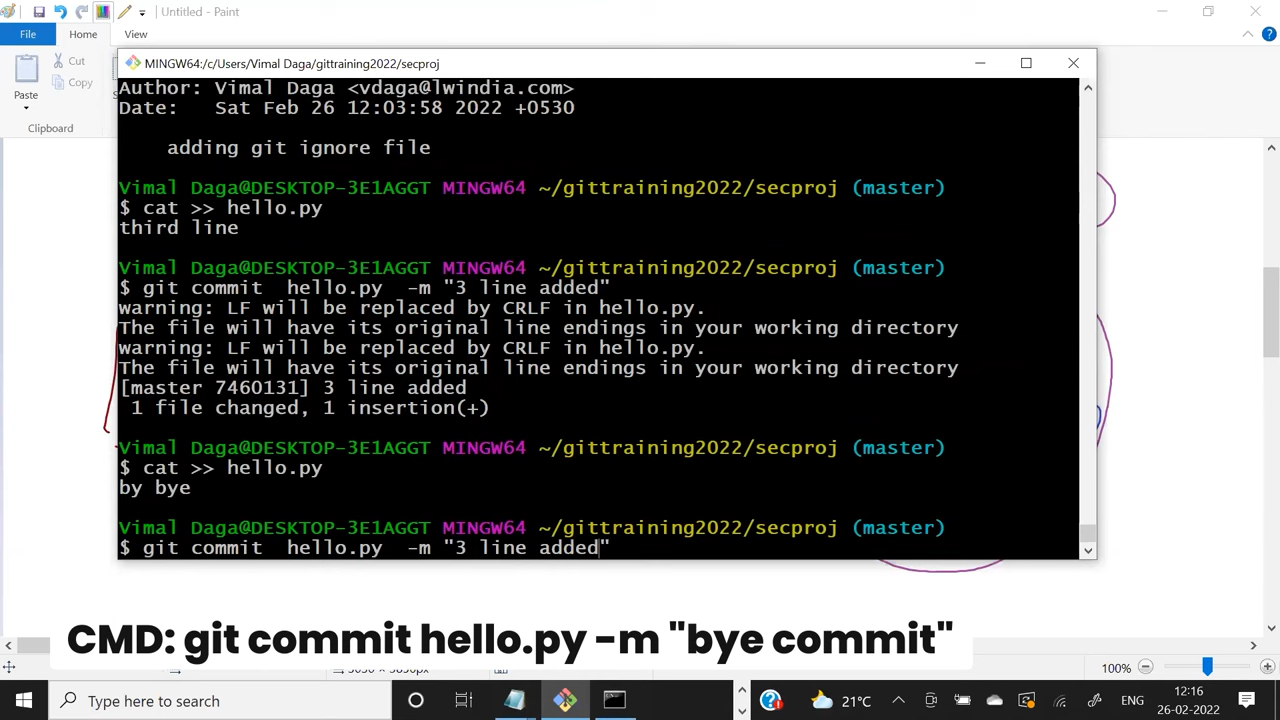 Untitled - Paint
File
Home
View
Paste
Cut
Copy
Clipboard
MINGW64:/c/Users/Vimal Daga/gittraining2022/secproj
Author: Vimal Daga <vdaga@lwindia.com>
Date:   Sat Feb 26 12:03:58 2022 +0530
adding git ignore file
Vimal Daga@DESKTOP-3E1AGGT MINGW64 ~/gittraining2022/secproj (master)
$ cat >> hello.py
third line
Vimal Daga@DESKTOP-3E1AGGT MINGW64 ~/gittraining2022/secproj (master)
$ git commit  hello.py  -m "3 line added"
warning: LF will be replaced by CRLF in hello.py.
The file will have its original line endings in your working directory
warning: LF will be replaced by CRLF in hello.py.
The file will have its original line endings in your working directory
[master 7460131] 3 line added
1 file changed, 1 insertion(+)
Vimal Daga@DESKTOP-3E1AGGT MINGW64 ~/gittraining2022/secproj (master)
$ cat >> hello.py
by bye
Vimal Daga@DESKTOP-3E1AGGT MINGW64 ~/gittraining2022/secproj (master)
$ git commit  hello.py  -m "3 line added"
CMD: git commit hello.py -m "bye commit"
100%
Type here to search
21°C
ENG
12:16
26-02-2022